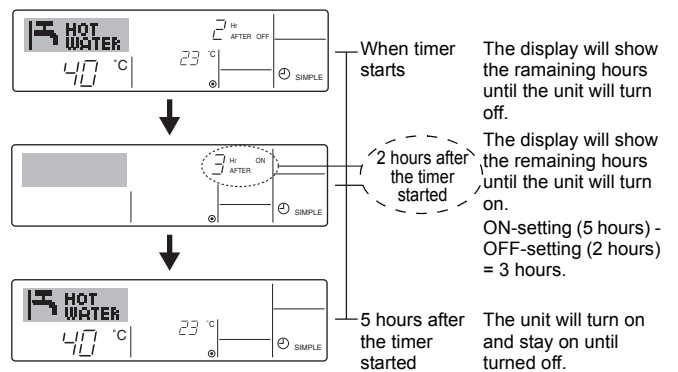 HOT
WATER
40 °C
2 Hr
AFTER OFF
23 °C
SIMPLE
When timer
starts
The display will show
the ramaining hours
until the unit will turn
off.
3 Hr ON
AFTER
SIMPLE
2 hours after
the timer
started
The display will show
the remaining hours
until the unit will turn
on.
ON-setting (5 hours) -
OFF-setting (2 hours)
= 3 hours.
HOT
WATER
40 °C
23 °C
SIMPLE
5 hours after
the timer
started
The unit will turn on
and stay on until
turned off.